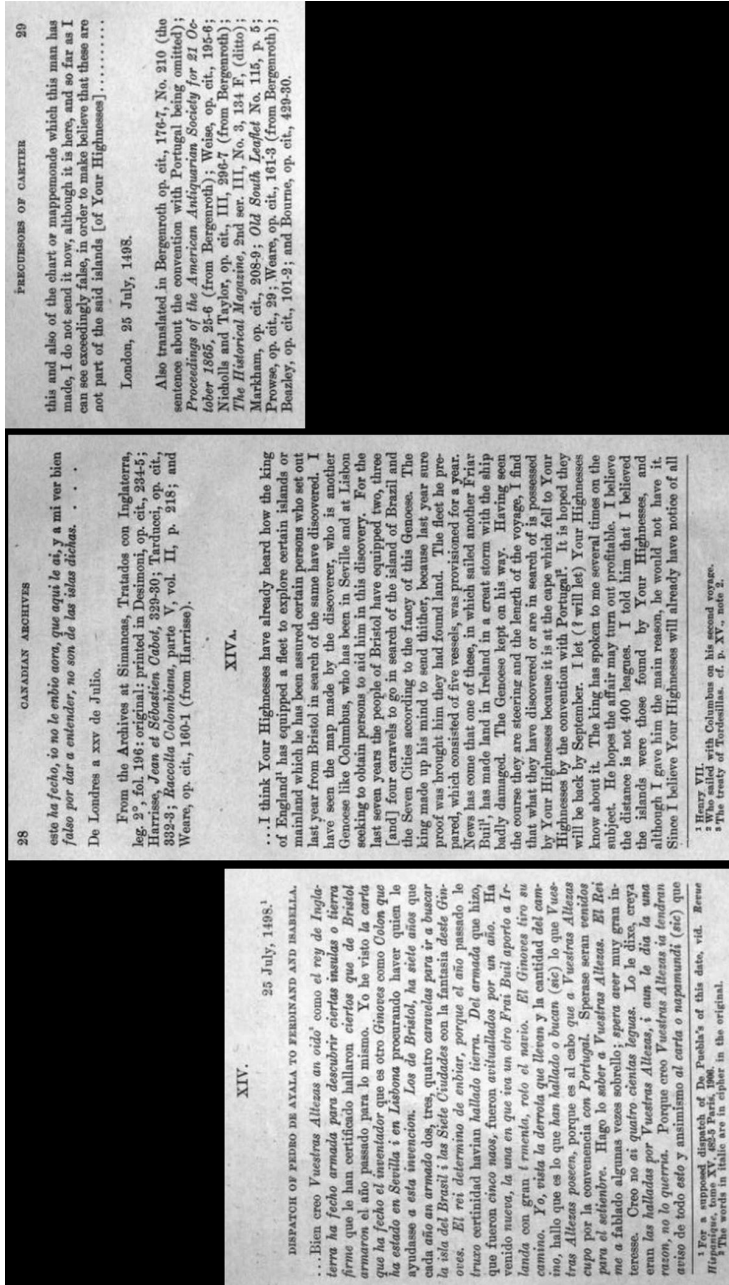 XIV.
25 July, 1498.¹
DISPATCH OF PEDRO DE AYALA TO FERDINAND AND ISABELLA.
...Bien creo Vuestras Altezas an oido² como el rey de Ingla-
terra ha fecho armada para descubrir ciertas insulas o tierra
firme que le han certificado hallaron ciertos que de Bristol
armaron el año passado para lo mismo. Yo he visto la carta
que ha fecho el inventador que es otro Ginoves como Colon que
ha estado en Sevilla i en Lisbona procurando haver quien le
ayudasse a esta invencion. Los de Bristol, ha siete años que
cada año an armado dos, tres, quatro caravelas para ir a buscar
la isla del Brasil i las Siete Ciudades con la fantasia deste Gin-
oves. El rei determino de enbiar, porque el año passado le
truxo certinidad havian hallado tierra. Del armada que hizo,
que fueron cinco naos, fueron avituallados por un año. Ha
venido nueva, la una en que iva un otro Frai Buil aporto a Ir-
landa con gran t rmenta, roto el navio. El Ginoves tiro su
camino. Yo, vista la derrota que llevan y la cantidad del cam-
ino, hallo que es lo que han hallado o bucan (sic) lo que Vues-
tras Altezas poseen, porque es al cabo que a Vuestras Altezas
cupo por la convenencia con Portugal. Sperase seran venidos
para el setiembre. Hago lo saber a Vuestras Altezas. El Rei
me a fablado algunas vezes sobrello; spera aver muy gran in-
teresse. Creo no ai quatro cientas leguas. Lo le dixe, creya
eran las halladas por Vuestras Altezas, i aun le dia la una
razon, no lo querria. Porque creo Vuestras Altezas ia tendran
aviso de todo esto y ansimismo al carta o napamundi (sic) que
¹ For a supposed dispatch of De Puebla's of this date, vid. Revue
Hispanique, tome XV, 482-5 Paris, 1906.
² The words in italic are in cipher in the original.
28 CANADIAN ARCHIVES
este ha fecho, io no le enbio aora, que aqui le ai, y a mi ver bien
falso por dar a entender, no son de las islas dichas. . . .
De Londres a xxv de Julio.
From the Archives at Simancas, Tratados con Inglaterra,
leg. 2°, fol. 196: original: printed in Desimoni, op. cit., 234-5;
Harrisse, Jean et Sébastien Cabot, 329-30; Tarducci, op. cit.,
332-3; Raccolta Colombiana, parte V, vol. II, p. 218; and
Weare, op. cit., 160-1 (from Harrisse).
XIVA.
...I think Your Highnesses have already heard how the king
of England¹ has equipped a fleet to explore certain islands or
mainland which he has been assured certain persons who set out
last year from Bristol in search of the same have discovered. I
have seen the map made by the discoverer, who is another
Genoese like Columbus, who has been in Seville and at Lisbon
seeking to obtain persons to aid him in this discovery. For the
last seven years the people of Bristol have equipped two, three
[and] four caravels to go in search of the island of Brazil and
the Seven Cities according to the fancy of this Genoese. The
king made up his mind to send thither, because last year sure
proof was brought him they had found land. The fleet he pre-
pared, which consisted of five vessels, was provisioned for a year.
News has come that one of these, in which sailed another Friar
Buil², has made land in Ireland in a great storm with the ship
badly damaged. The Genoese kept on his way. Having seen
the course they are steering and the length of the voyage, I find
that what they have discovered or are in search of is possessed
by Your Highnesses because it is at the cape which fell to Your
Highnesses by the convention with Portugal³. It is hoped they
will be back by September. I let (? will let) Your Highnesses
know about it. The king has spoken to me several times on the
subject. He hopes the affair may turn out profitable. I believe
the distance is not 400 leagues. I told him that I believed
the islands were those found by Your Highnesses, and
although I gave him the main reason, he would not have it.
Since I believe Your Highnesses will already have notice of all
¹ Henry VII.
² Who sailed with Columbus on his second voyage.
³ The treaty of Tordesillas. cf. p. XV., note 2.
PRECURSORS OF CARTIER 29
this and also of the chart or mappemonde which this man has
made, I do not send it now, although it is here, and so far as I
can see exceedingly false, in order to make believe that these are
not part of the said islands [of Your Highnesses]..........
London, 25 July, 1498.
Also translated in Bergenroth op. cit., 176-7, No. 210 (the
sentence about the convention with Portugal being omitted);
Proceedings of the American Antiquarian Society for 21 Oc-
tober 1865, 25-6 (from Bergenroth); Weise, op. cit., 195-6;
Nicholls and Taylor, op. cit., III, 296-7 (from Bergenroth);
The Historical Magazine, 2nd ser. III, No. 3, 134 F, (ditto);
Markham, op. cit., 208-9; Old South Leaflet No. 115, p. 5;
Prowse, op. cit., 29; Weare, op. cit., 161-3 (from Bergenroth);
Beazley, op. cit., 101-2; and Bourne, op. cit., 429-30.